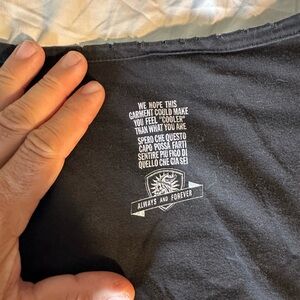 WE HOPE THIS
GARMENT COULD MAKE
YOU FEEL "COOLER"
THAN WHAT YOU ARE
SPERO CHE QUESTO
CAPO POSSA FARTI
SENTIRE PIÙ FIGO DI
QUELLO CHE GIA SEI
ALWAYS AND FOREVER